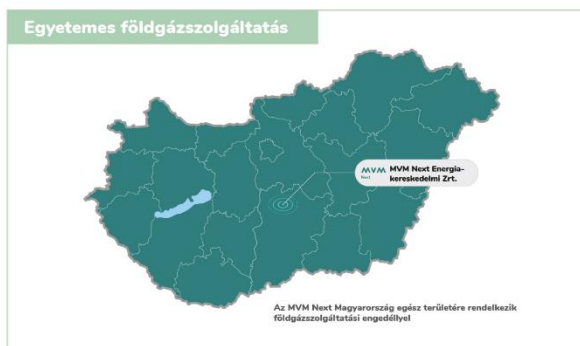 Egyetemes földgázszolgáltatás
MVM
Next
MVM Next Energia-
kereskedelmi Zrt.
Az MVM Next Magyarország egész területére rendelkezik
földgázszolgáltatási engedéllyel